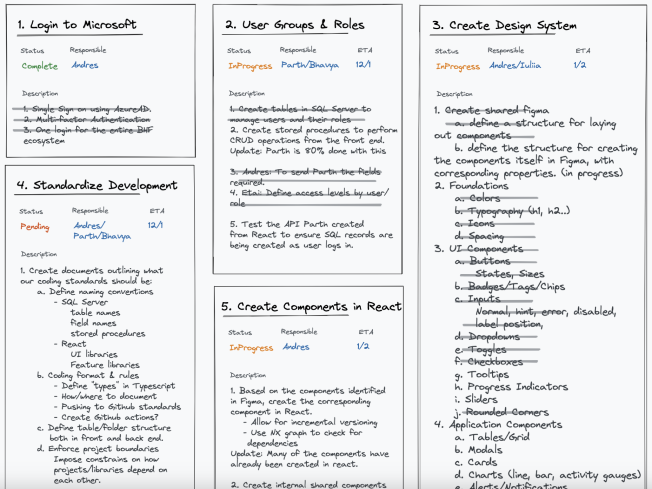 1. Login to Microsoft
Status Responsible
Complete Andres
Description
1. Single Sign on using AzureAD.
2. Multi-factor Authentication
3. One login for the entire BHF
ecosystem
4. Standardize Development
Status Responsible ETA
Pending Andres/ 12/1
Parth/Bhavya
Description
1. Create documents outlining what
our coding standards should be:
a. Define naming conventions
- SQL Server
table names
field names
stored procedures
- React
UI libraries
Feature libraries
b. Coding format & rules
- Define "types" in Typescript
- How/where to document
- Pushing to Github standards
- Create Github actions?
c. Define table/folder structure
both in front and back end.
d. Enforce project boundaries
Impose constrains on how
projects/libraries depend on
each other.
2. User Groups & Roles
Status Responsible ETA
InProgress Parth/Bhavya 12/1
Description
1. Create tables in SQL Server to
manage users and their roles
2. Create stored procedures to perform
CRUD operations from the front end.
Update: Parth is 80% done with this
3. Andres: To send Parth the fields
required.
4. Etai: Define access levels by user/
role
5. Test the API Parth created
from React to ensure SQL records are
being created as user logs in.
5. Create Components in React
Status Responsible ETA
InProgress Andres 1/2
Description
1. Based on the components identified
in Figma, create the corresponding
component in React.
- Allow for incremental versioning
- Use NX graph to check for
dependencies
Update: Many of the components have
already been created in react.
2. Create internal shared components
3. Create Design System
Status Responsible ETA
InProgress Andres/Iuliia 1/2
Description
1. Create shared figma
a. define a structure for laying
out components
b. define the structure for creating
the components itself in Figma, with
corresponding properties. (in progress)
2. Foundations
a. Colors
b. Typography (h1, h2..)
c. Icons
d. Spacing
3. UI Components
a. Buttons
States, Sizes
b. Badges/Tags/Chips
c. Inputs
Normal, hint, error, disabled,
label position,
d. Dropdowns
e. Toggles
f. Checkboxes
g. Tooltips
h. Progress Indicators
i. Sliders
j. Rounded Corners
4. Application Components
a. Tables/Grid
b. Modals
c. Cards
d. Charts (line, bar, activity gauges)
e. Alerts/Notifications